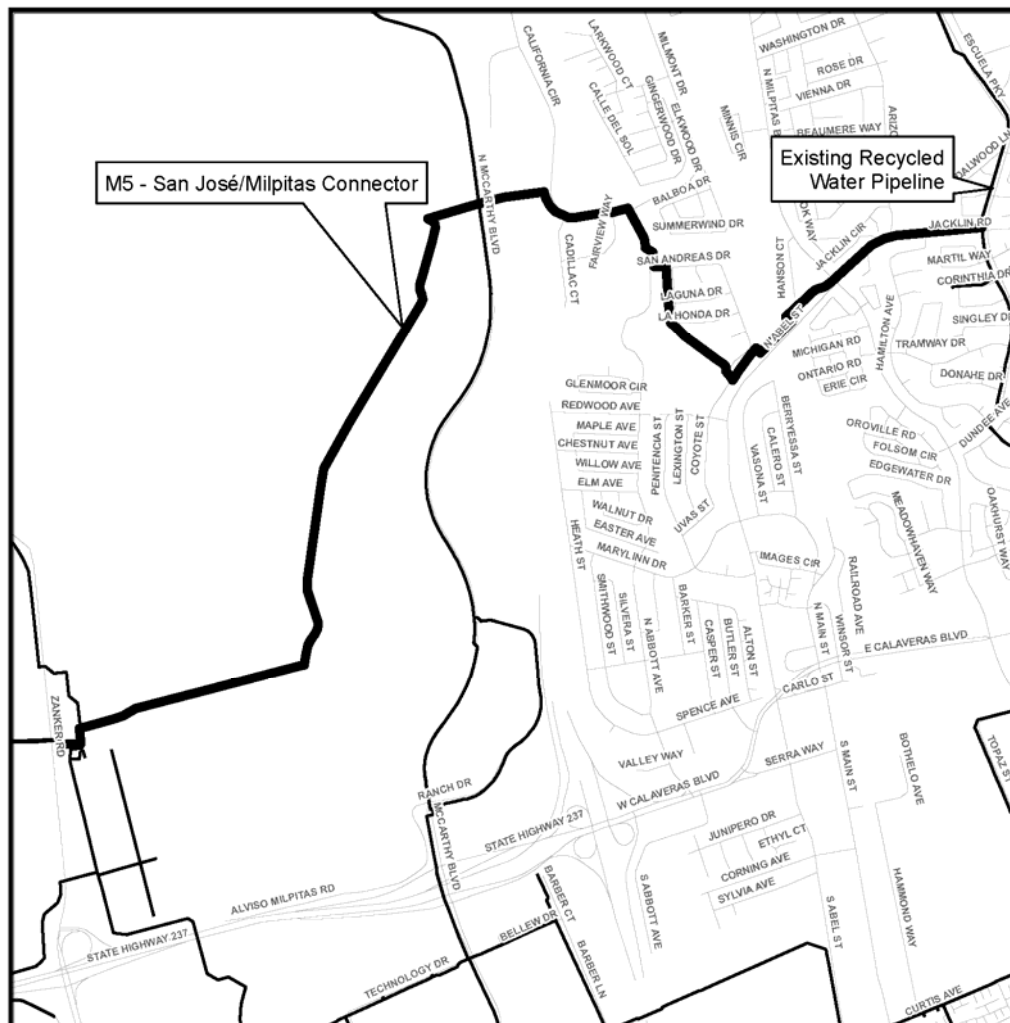 CALIFORNIA CIR
LARKWOOD CT
MILMONT DR
WASHINGTON DR
ESCUELA PKY
ROSE DR
VIENNA DR
CALLE DEL SOL
GINGERWOOD DR
ELKWOOD DR
MINNIS CIR
BEAUMERE WAY
Existing Recycled
Water Pipeline
M5 - San José/Milpitas Connector
N MCCARTHY BLVD
BALBOA DR
SUMMERWIND DR
FAIRVIEW WAY
CADILLAC CT
SAN ANDREAS DR
HANSON CT
JACKLIN CIR
JACKLIN RD
MARTIL WAY
CORINTHIA DR
LAGUNA DR
LA HONDA DR
N ABEL ST
HAMILTON AVE
SINGLEY DR
MICHIGAN RD
TRAMWAY DR
ONTARIO RD
ERIE CIR
DONAHE DR
GLENMOOR CIR
REDWOOD AVE
MAPLE AVE
CHESTNUT AVE
WILLOW AVE
ELM AVE
PENITENCIA ST
LEXINGTON ST
COYOTE ST
UVAS ST
VASONA ST
CALERO ST
BERRYESSA ST
OROVILLE RD
FOLSOM CIR
EDGEWATER DR
DUNDEE AVE
MEADOWHAVEN WAY
OAKHURST WAY
WALNUT DR
EASTER AVE
MARYLINN DR
HEATH ST
SMITHWOOD ST
SILVERA ST
N ABBOTT AVE
BARKER ST
CASPER ST
BUTLER ST
ALTON ST
IMAGES CIR
N MAIN ST
WINSOR ST
RAILROAD AVE
E CALAVERAS BLVD
CARLO ST
SPENCE AVE
ZANKER RD
VALLEY WAY
SERRA WAY
W CALAVERAS BLVD
S MAIN ST
BOTHELO AVE
TOPAZ ST
RANCH DR
MCCARTHY BLVD
STATE HIGHWAY 237
JUNIPERO DR
ETHYL CT
CORNING AVE
SYLVIA AVE
S ABBOTT AVE
S ABEL ST
HAMMOND WAY
ALVISO MILPITAS RD
STATE HIGHWAY 237
BARBER CT
BELLEW DR
BARBER LN
TECHNOLOGY DR
CURTIS AVE